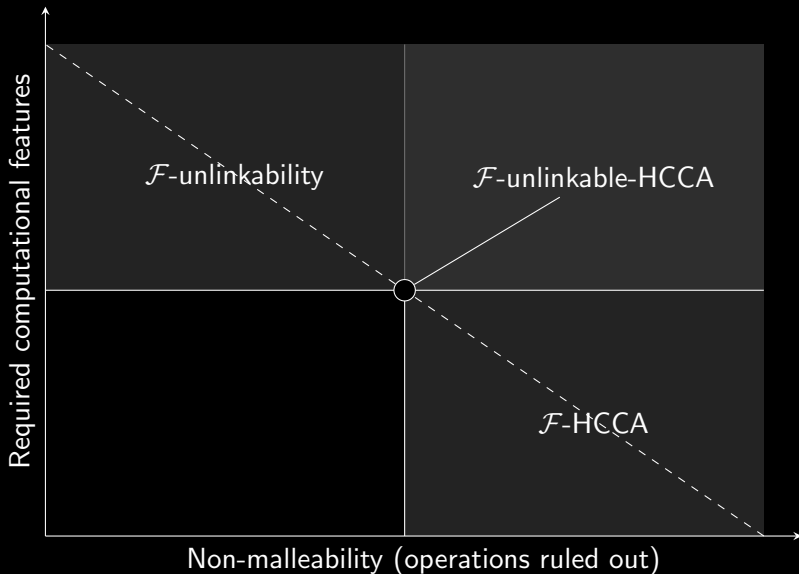 Required computational features
ℱ-unlinkability
ℱ-unlinkable-HCCA
ℱ-HCCA
Non-malleability (operations ruled out)